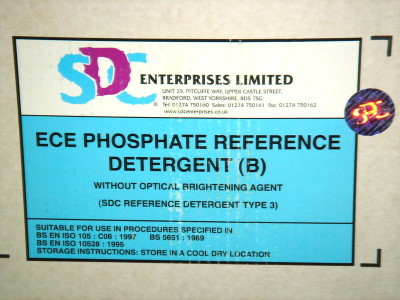 SDC ENTERPRISES LIMITED
UNIT 29, PITCLIFFE WAY, UPPER CASTLE STREET,
BRADFORD, WEST YORKSHIRE, BD5 7SG
Tel: 01274 750160 Sales: 01274 750161 Fax: 01274 750162
www.sdcenterprises.co.uk
SDC
ECE PHOSPHATE REFERENCE
DETERGENT (B)
WITHOUT OPTICAL BRIGHTENING AGENT
(SDC REFERENCE DETERGENT TYPE 3)
SUITABLE FOR USE IN PROCEDURES SPECIFIED IN
BS EN ISO 105 : C06 : 1997 BS 5651 : 1989
BS EN ISO 10528 : 1995
STORAGE INSTRUCTIONS: STORE IN A COOL DRY LOCATION